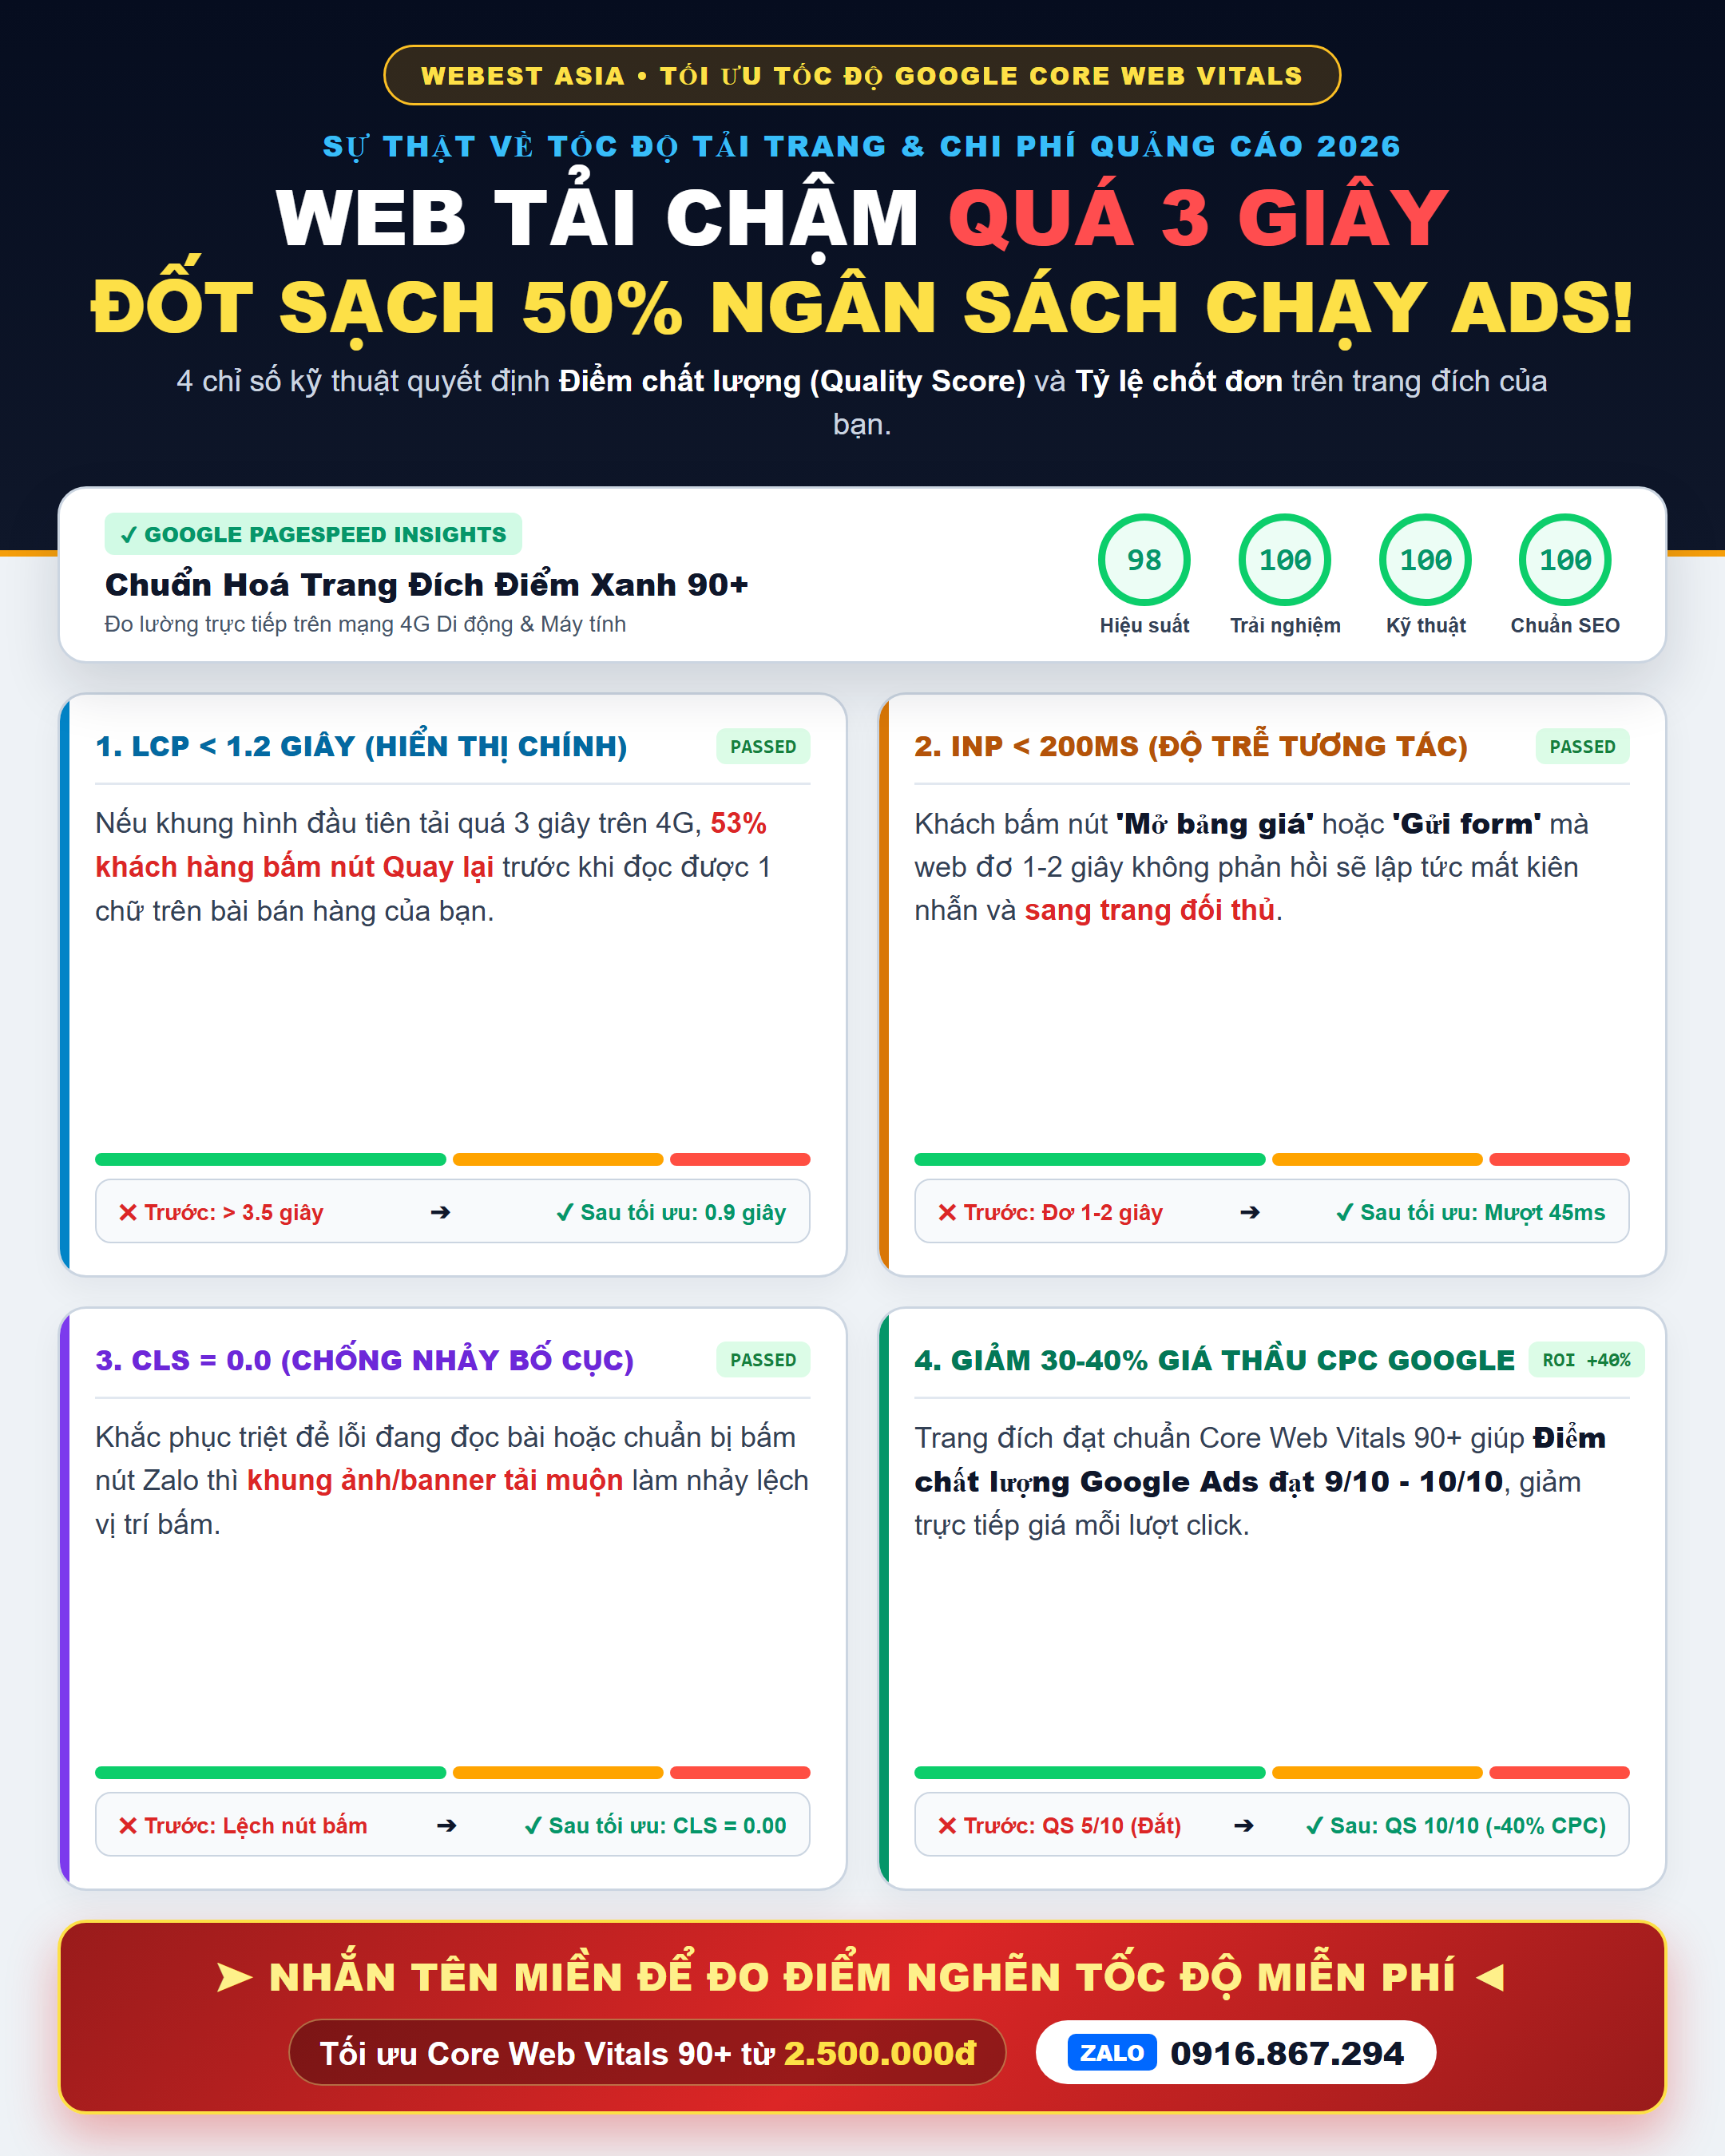 WEBEST ASIA • TỐI ƯU TỐC ĐỘ GOOGLE CORE WEB VITALS
SỰ THẬT VỀ TỐC ĐỘ TẢI TRANG & CHI PHÍ QUẢNG CÁO 2026
WEB TẢI CHẬM QUÁ 3 GIÂY
ĐỐT SẠCH 50% NGÂN SÁCH CHẠY ADS!
4 chỉ số kỹ thuật quyết định Điểm chất lượng (Quality Score) và Tỷ lệ chốt đơn trên trang đích của
bạn.
✓ GOOGLE PAGESPEED INSIGHTS
Chuẩn Hoá Trang Đích Điểm Xanh 90+
Đo lường trực tiếp trên mạng 4G Di động & Máy tính
98
Hiệu suất
100
Trải nghiệm
100
Kỹ thuật
100
Chuẩn SEO
1. LCP < 1.2 GIÂY (HIỂN THỊ CHÍNH)
PASSED
Nếu khung hình đầu tiên tải quá 3 giây trên 4G, 53%
khách hàng bấm nút Quay lại trước khi đọc được 1
chữ trên bài bán hàng của bạn.
✕ Trước: > 3.5 giây ➔ ✓ Sau tối ưu: 0.9 giây
2. INP < 200MS (ĐỘ TRỄ TƯƠNG TÁC)
PASSED
Khách bấm nút 'Mở bảng giá' hoặc 'Gửi form' mà
web đơ 1-2 giây không phản hồi sẽ lập tức mất kiên
nhẫn và sang trang đối thủ.
✕ Trước: Đơ 1-2 giây ➔ ✓ Sau tối ưu: Mượt 45ms
3. CLS = 0.0 (CHỐNG NHẢY BỐ CỤC)
PASSED
Khắc phục triệt để lỗi đang đọc bài hoặc chuẩn bị bấm
nút Zalo thì khung ảnh/banner tải muộn làm nhảy lệch
vị trí bấm.
✕ Trước: Lệch nút bấm ➔ ✓ Sau tối ưu: CLS = 0.00
4. GIẢM 30-40% GIÁ THẦU CPC GOOGLE
ROI +40%
Trang đích đạt chuẩn Core Web Vitals 90+ giúp Điểm
chất lượng Google Ads đạt 9/10 - 10/10, giảm
trực tiếp giá mỗi lượt click.
✕ Trước: QS 5/10 (Đắt) ➔ ✓ Sau: QS 10/10 (-40% CPC)
➤ NHẮN TÊN MIỀN ĐỂ ĐO ĐIỂM NGHẼN TỐC ĐỘ MIỄN PHÍ ◄
Tối ưu Core Web Vitals 90+ từ 2.500.000đ
ZALO 0916.867.294